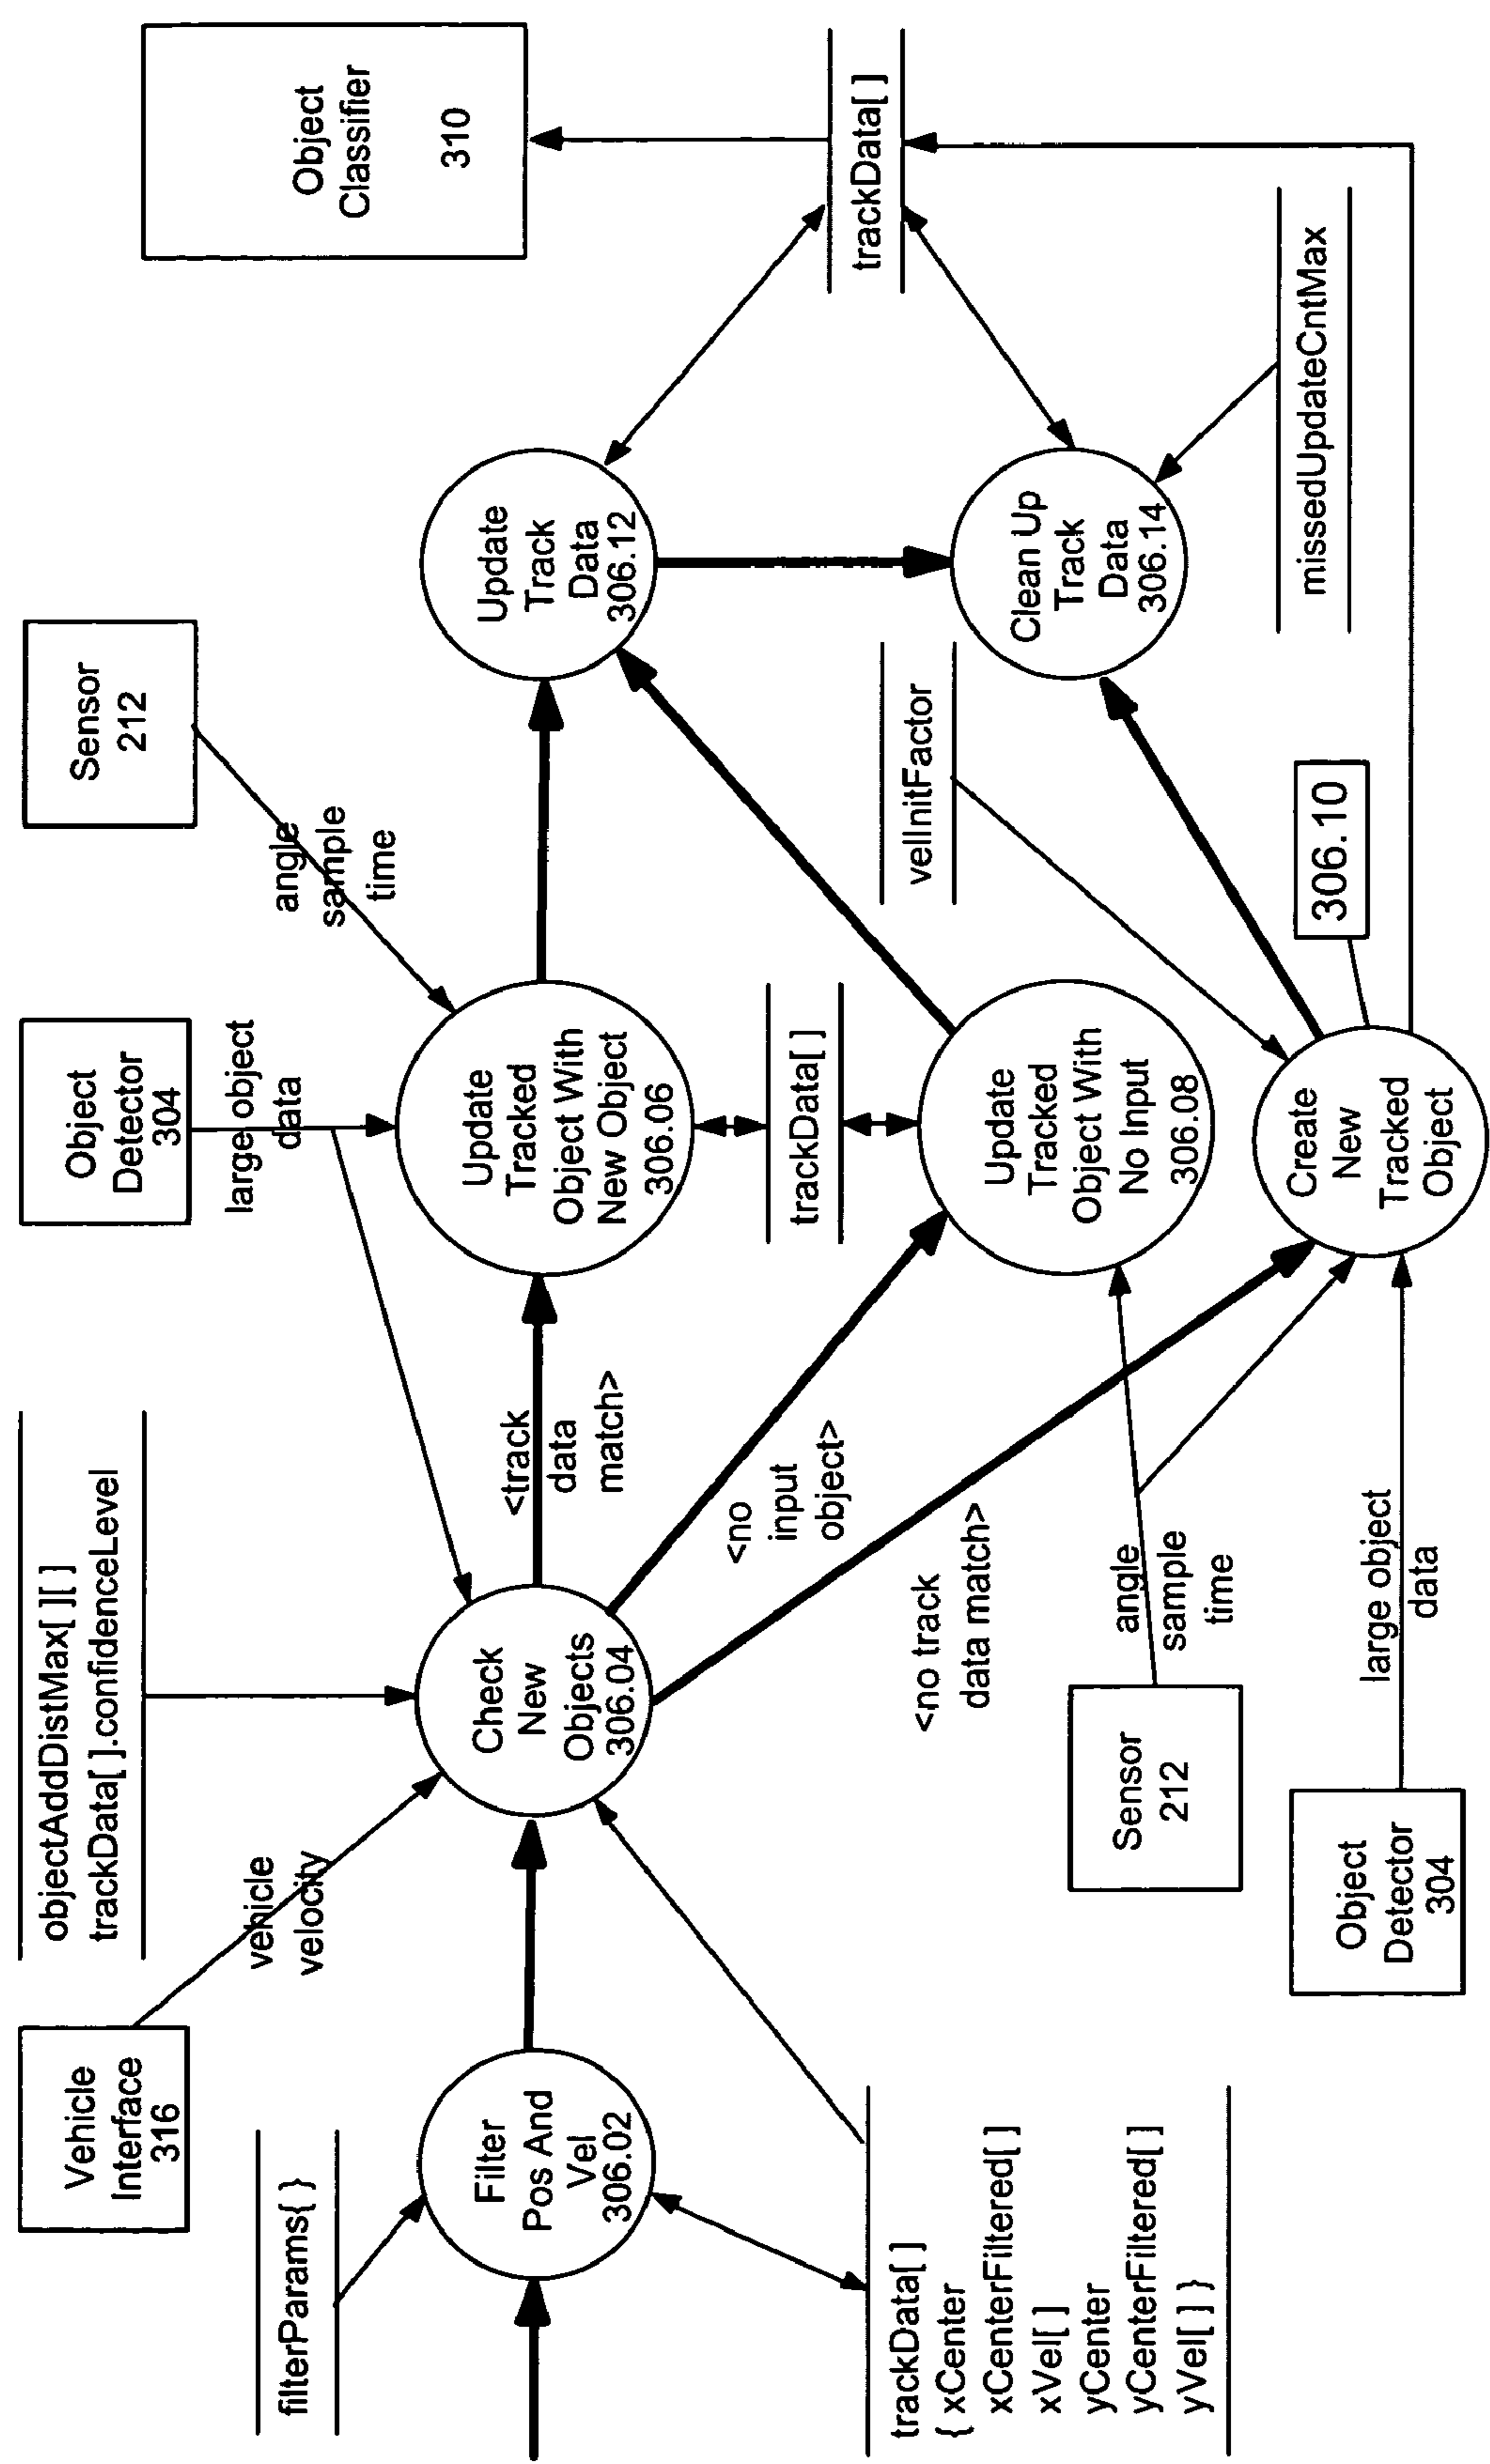 Vehicle
Interface
316
objectAddDistMax[ ][ ]
trackData[ ].confidenceLevel
Object
Detector
304
Sensor
212
Object
Classifier
310
filterParams{ }
vehicle
velocity
large object
data
angle
sample
time
Filter
Pos And
Vel
306.02
Check
New
Objects
306.04
<track
data
match>
Update
Tracked
Object With
New Object
306.06
Update
Track
Data
306.12
<no
input
object>
trackData[ ]
trackData[ ]
velInitFactor
trackData[ ]
{ xCenter
xCenterFiltered[ ]
xVel[ ]
yCenter
yCenterFiltered[ ]
yVel[ ] }
<no track
data match>
Update
Tracked
Object With
No Input
306.08
Clean Up
Track
Data
306.14
Sensor
212
angle
sample
time
missedUpdateCntMax
306.10
Object
Detector
304
large object
data
Create
New
Tracked
Object